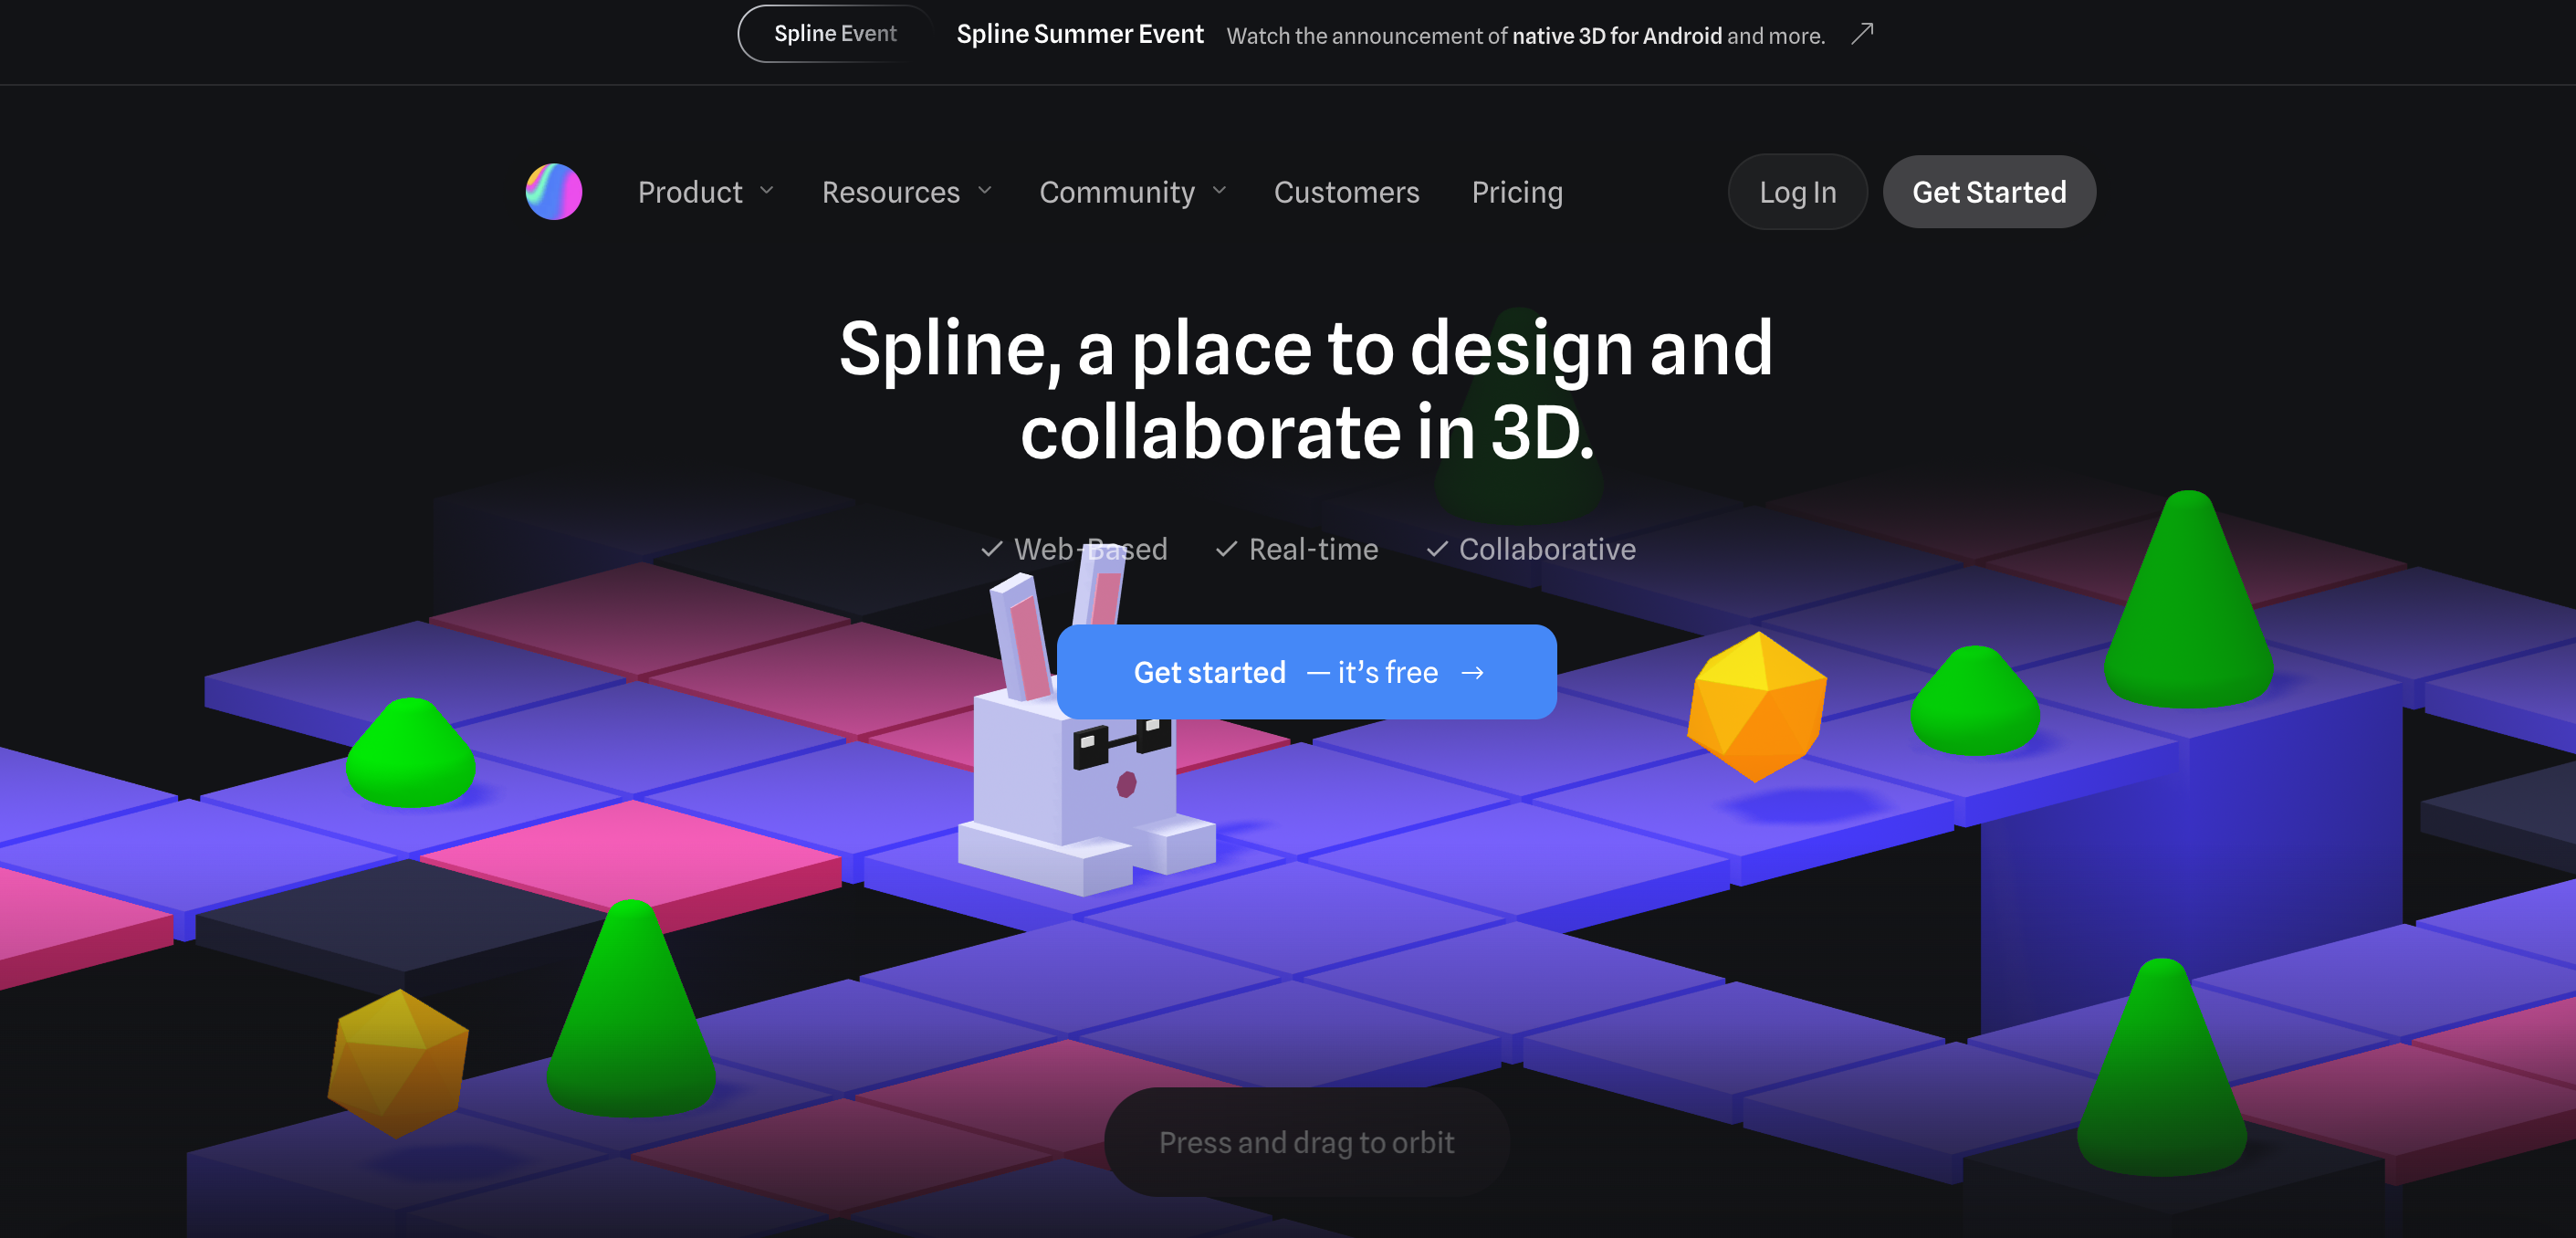 Spline Event
Spline Summer Event Watch the announcement of native 3D for Android and more.
Product Resources Community Customers Pricing Log In Get Started
Spline, a place to design and
collaborate in 3D.
Web-Based Real-time Collaborative
Get started — it’s free →
Press and drag to orbit